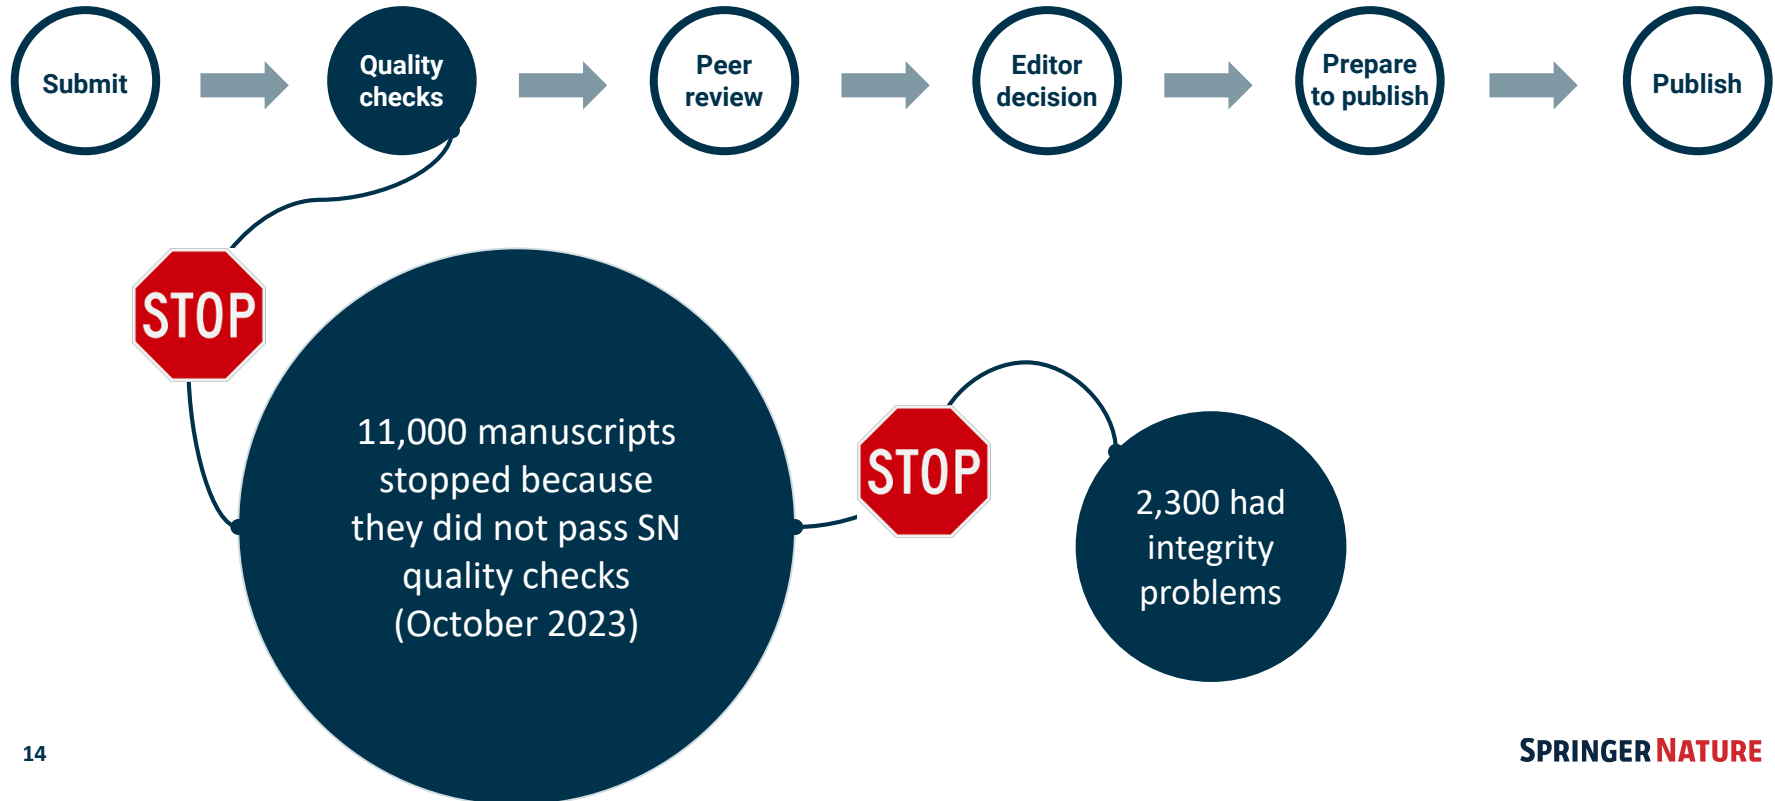 Submit
Quality
checks
Peer
review
Editor
decision
Prepare
to publish
Publish
STOP
11,000 manuscripts
stopped because
they did not pass SN
quality checks
(October 2023)
STOP
2,300 had
integrity
problems
14
SPRINGER NATURE